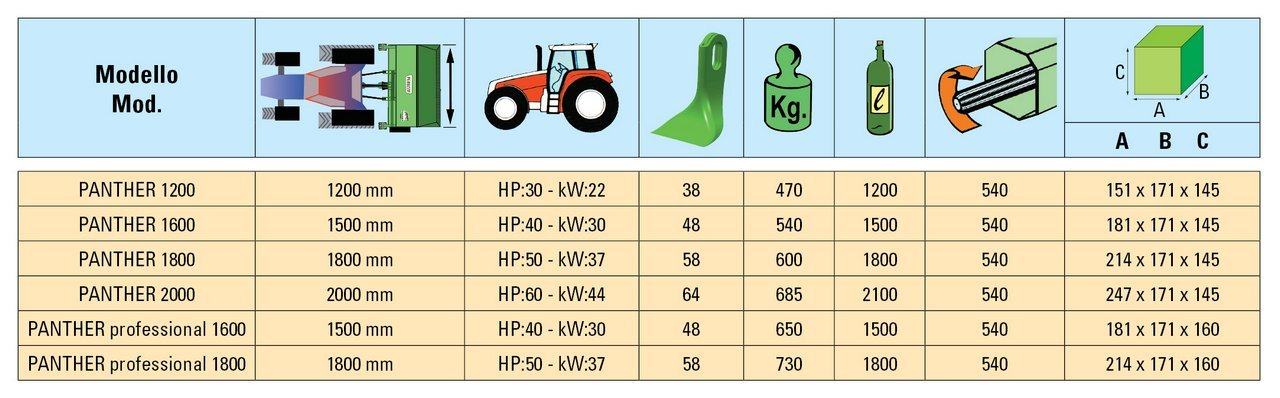 Modello
Mod.
Kg.
l
C
B
A
A B C
PANTHER 1200 1200 mm HP:30 - kW:22 38 470 1200 540 151 x 171 x 145
PANTHER 1600 1500 mm HP:40 - kW:30 48 540 1500 540 181 x 171 x 145
PANTHER 1800 1800 mm HP:50 - kW:37 58 600 1800 540 214 x 171 x 145
PANTHER 2000 2000 mm HP:60 - kW:44 64 685 2100 540 247 x 171 x 145
PANTHER professional 1600 1500 mm HP:40 - kW:30 48 650 1500 540 181 x 171 x 160
PANTHER professional 1800 1800 mm HP:50 - kW:37 58 730 1800 540 214 x 171 x 160